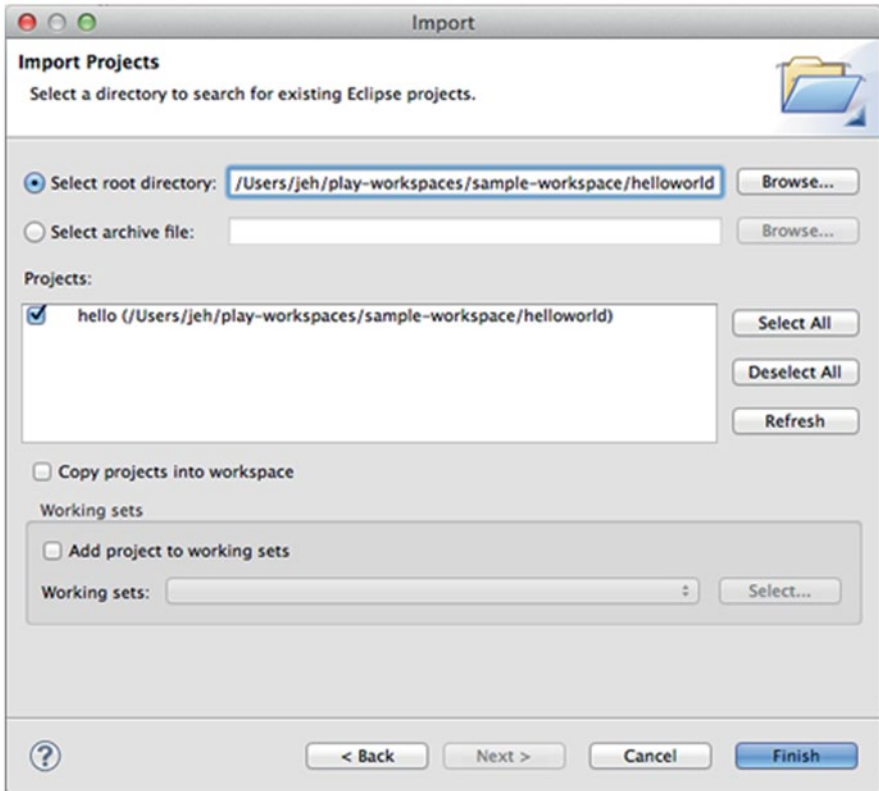 Import
Import Projects
Select a directory to search for existing Eclipse projects.
Select root directory: /Users/jeh/play-workspaces/sample-workspace/helloworld Browse...
Select archive file: Browse...
Projects:
hello (/Users/jeh/play-workspaces/sample-workspace/helloworld)
Select All
Deselect All
Refresh
Copy projects into workspace
Working sets
Add project to working sets
Working sets: Select...
? < Back Next > Cancel Finish